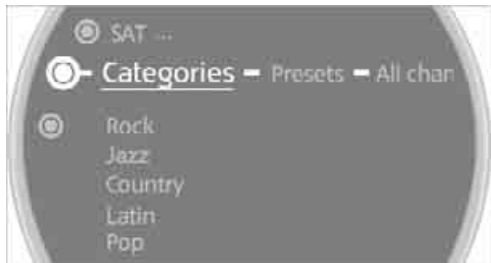 SAT ...
Categories - Presets - All chan
Rock
Jazz
Country
Latin
Pop